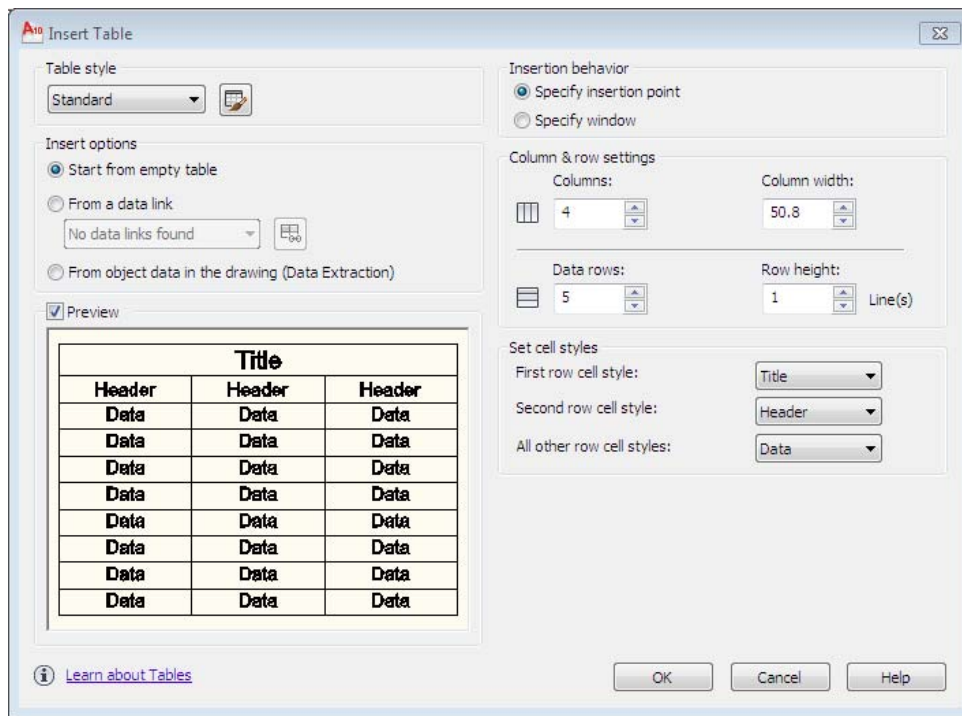 A10 Insert Table
Table style
Standard
Insert options
Start from empty table
From a data link
No data links found
From object data in the drawing (Data Extraction)
Preview
Title
Header Header Header
Data Data Data
Data Data Data
Data Data Data
Data Data Data
Data Data Data
Data Data Data
Data Data Data
Data Data Data
Learn about Tables
Insertion behavior
Specify insertion point
Specify window
Column & row settings
Columns: Column width:
4 50.8
Data rows: Row height:
5 1 Line(s)
Set cell styles
First row cell style: Title
Second row cell style: Header
All other row cell styles: Data
OK Cancel Help